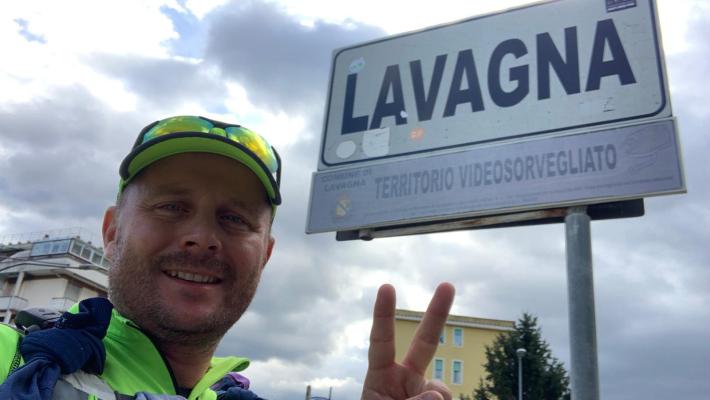 LAVAGNA
COMUNE DI
LAVAGNA
TERRITORIO VIDEOSORVEGLIATO